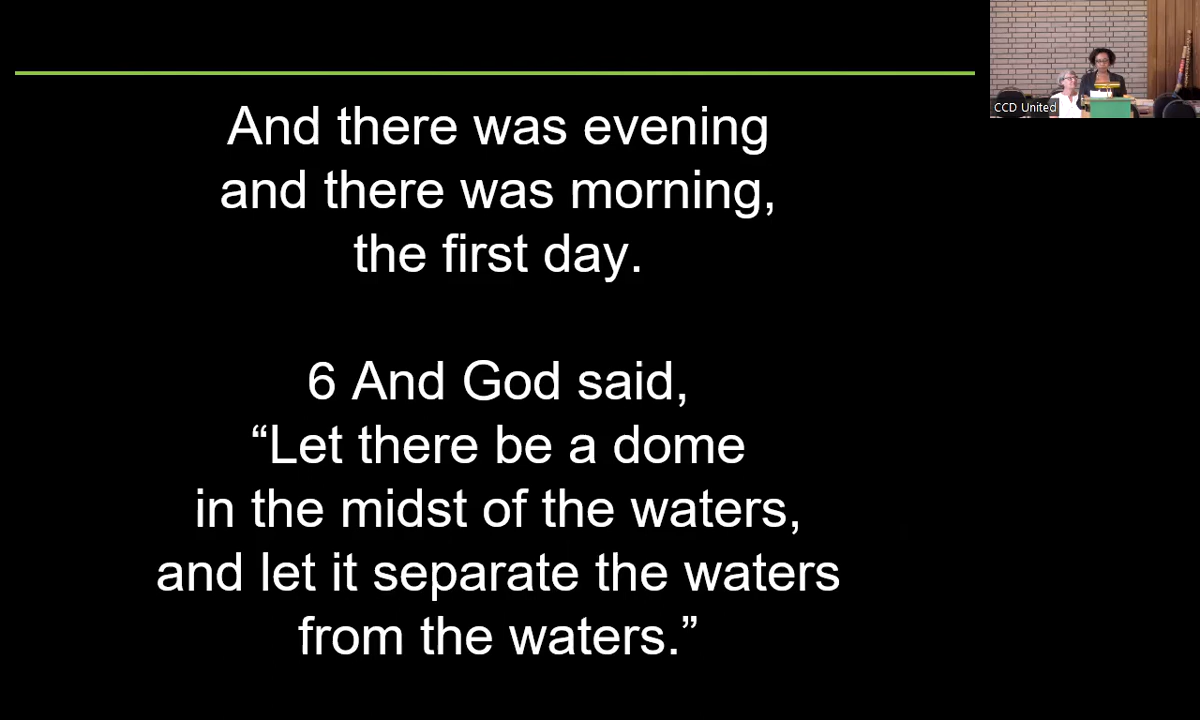 And there was evening
and there was morning,
the first day.
6 And God said,
“Let there be a dome
in the midst of the waters,
and let it separate the waters
from the waters.”
CCD United